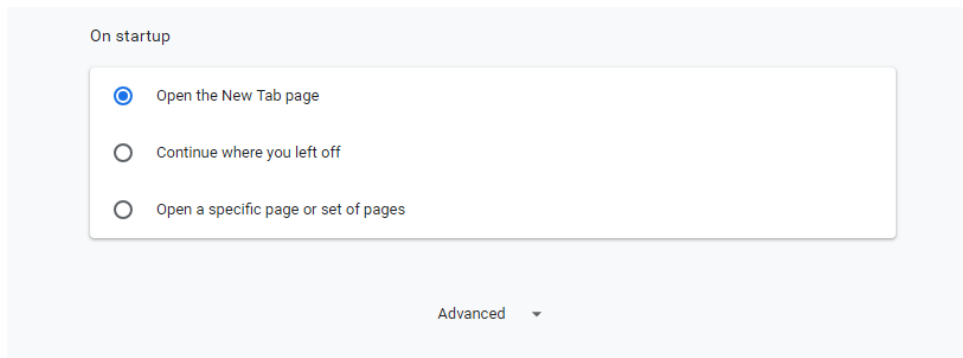 On startup
Open the New Tab page
Continue where you left off
Open a specific page or set of pages
Advanced